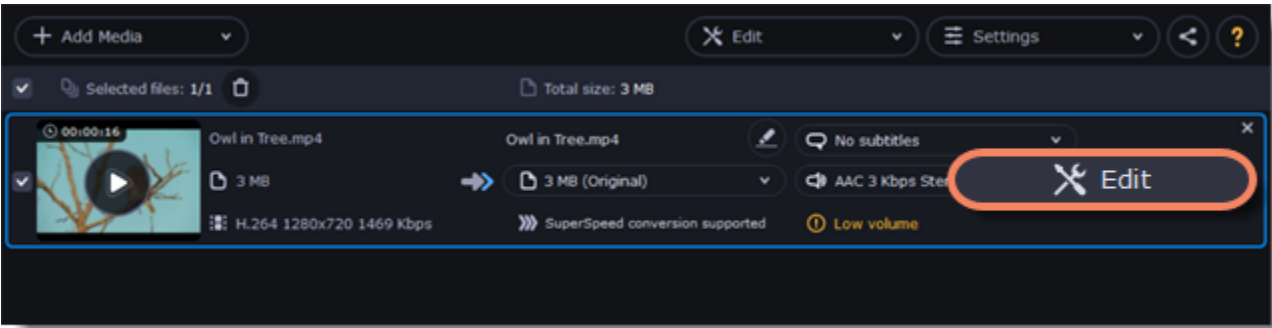 + Add Media Edit Settings ?
Selected files: 1/1 Total size: 3 MB
00:00:16 Owl in Tree.mp4 Owl in Tree.mp4 No subtitles
3 MB 3 MB (Original) AAC 3 Kbps Ster Edit
H.264 1280x720 1469 Kbps SuperSpeed conversion supported Low volume